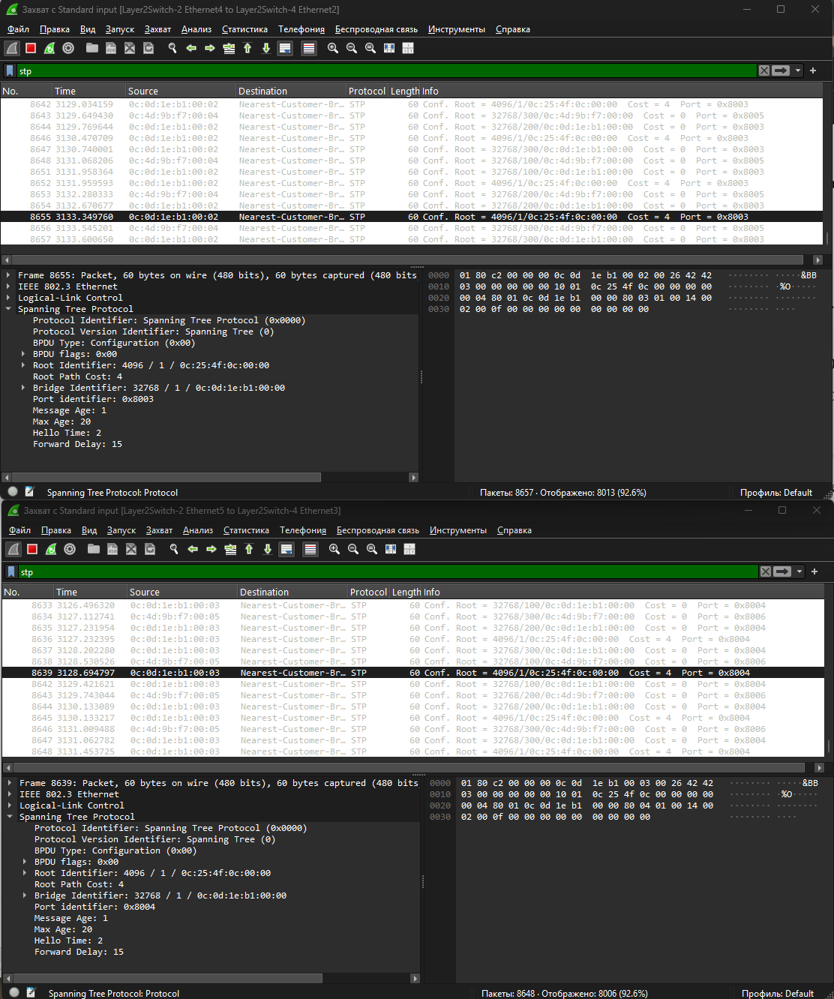 Захват с Standard input [Layer2Switch-2 Ethernet4 to Layer2Switch-4 Ethernet2]
Файл Правка Вид Запуск Захват Анализ Статистика Телефония Беспроводная связь Инструменты Справка
stp
No. Time Source Destination Protocol Length Info
8642 3129.034159 0c:0d:1e:b1:00:02 Nearest-Customer-Br… STP 60 Conf. Root = 4096/1/0c:25:4f:0c:00:00 Cost = 4 Port = 0x8003
8643 3129.649430 0c:4d:9b:f7:00:04 Nearest-Customer-Br… STP 60 Conf. Root = 32768/300/0c:4d:9b:f7:00:00 Cost = 0 Port = 0x8005
8644 3129.769644 0c:0d:1e:b1:00:02 Nearest-Customer-Br… STP 60 Conf. Root = 32768/200/0c:0d:1e:b1:00:00 Cost = 0 Port = 0x8003
8646 3130.470709 0c:0d:1e:b1:00:02 Nearest-Customer-Br… STP 60 Conf. Root = 4096/1/0c:25:4f:0c:00:00 Cost = 4 Port = 0x8003
8647 3130.740001 0c:0d:1e:b1:00:02 Nearest-Customer-Br… STP 60 Conf. Root = 32768/300/0c:0d:1e:b1:00:00 Cost = 0 Port = 0x8003
8648 3131.068206 0c:4d:9b:f7:00:04 Nearest-Customer-Br… STP 60 Conf. Root = 32768/100/0c:4d:9b:f7:00:00 Cost = 0 Port = 0x8005
8651 3131.958364 0c:0d:1e:b1:00:02 Nearest-Customer-Br… STP 60 Conf. Root = 32768/100/0c:0d:1e:b1:00:00 Cost = 0 Port = 0x8003
8652 3131.959593 0c:0d:1e:b1:00:02 Nearest-Customer-Br… STP 60 Conf. Root = 4096/1/0c:25:4f:0c:00:00 Cost = 4 Port = 0x8003
8653 3132.280333 0c:4d:9b:f7:00:04 Nearest-Customer-Br… STP 60 Conf. Root = 32768/200/0c:4d:9b:f7:00:00 Cost = 0 Port = 0x8005
8654 3132.670677 0c:0d:1e:b1:00:02 Nearest-Customer-Br… STP 60 Conf. Root = 32768/200/0c:0d:1e:b1:00:00 Cost = 0 Port = 0x8003
8655 3133.349760 0c:0d:1e:b1:00:02 Nearest-Customer-Br… STP 60 Conf. Root = 4096/1/0c:25:4f:0c:00:00 Cost = 4 Port = 0x8003
8656 3133.545201 0c:4d:9b:f7:00:04 Nearest-Customer-Br… STP 60 Conf. Root = 32768/300/0c:4d:9b:f7:00:00 Cost = 0 Port = 0x8005
8657 3133.600650 0c:0d:1e:b1:00:02 Nearest-Customer-Br… STP 60 Conf. Root = 32768/300/0c:0d:1e:b1:00:00 Cost = 0 Port = 0x8003
Frame 8655: Packet, 60 bytes on wire (480 bits), 60 bytes captured (480 bits
IEEE 802.3 Ethernet
Logical-Link Control
Spanning Tree Protocol
Protocol Identifier: Spanning Tree Protocol (0x0000)
Protocol Version Identifier: Spanning Tree (0)
BPDU Type: Configuration (0x00)
BPDU flags: 0x00
Root Identifier: 4096 / 1 / 0c:25:4f:0c:00:00
Root Path Cost: 4
Bridge Identifier: 32768 / 1 / 0c:0d:1e:b1:00:00
Port identifier: 0x8003
Message Age: 1
Max Age: 20
Hello Time: 2
Forward Delay: 15
0000 01 80 c2 00 00 00 0c 0d 1e b1 00 02 00 26 42 42 ········ ·····&BB
0010 03 00 00 00 00 00 10 01 0c 25 4f 0c 00 00 00 00 ········ ·%O·····
0020 00 04 80 01 0c 0d 1e b1 00 00 80 03 01 00 14 00 ········ ········
0030 02 00 0f 00 00 00 00 00 00 00 00 00 ········ ····
Spanning Tree Protocol: Protocol
Пакеты: 8657 · Отображено: 8013 (92.6%)
Профиль: Default
Захват с Standard input [Layer2Switch-2 Ethernet5 to Layer2Switch-4 Ethernet3]
Файл Правка Вид Запуск Захват Анализ Статистика Телефония Беспроводная связь Инструменты Справка
stp
No. Time Source Destination Protocol Length Info
8633 3126.496320 0c:0d:1e:b1:00:03 Nearest-Customer-Br… STP 60 Conf. Root = 32768/100/0c:0d:1e:b1:00:00 Cost = 0 Port = 0x8004
8634 3127.112741 0c:4d:9b:f7:00:05 Nearest-Customer-Br… STP 60 Conf. Root = 32768/300/0c:4d:9b:f7:00:00 Cost = 0 Port = 0x8006
8635 3127.231954 0c:0d:1e:b1:00:03 Nearest-Customer-Br… STP 60 Conf. Root = 32768/200/0c:0d:1e:b1:00:00 Cost = 0 Port = 0x8004
8636 3127.232395 0c:0d:1e:b1:00:03 Nearest-Customer-Br… STP 60 Conf. Root = 4096/1/0c:25:4f:0c:00:00 Cost = 4 Port = 0x8004
8637 3128.202280 0c:0d:1e:b1:00:03 Nearest-Customer-Br… STP 60 Conf. Root = 32768/300/0c:0d:1e:b1:00:00 Cost = 0 Port = 0x8004
8638 3128.530526 0c:4d:9b:f7:00:05 Nearest-Customer-Br… STP 60 Conf. Root = 32768/100/0c:4d:9b:f7:00:00 Cost = 0 Port = 0x8006
8639 3128.694797 0c:0d:1e:b1:00:03 Nearest-Customer-Br… STP 60 Conf. Root = 4096/1/0c:25:4f:0c:00:00 Cost = 4 Port = 0x8004
8642 3129.421621 0c:0d:1e:b1:00:03 Nearest-Customer-Br… STP 60 Conf. Root = 32768/100/0c:0d:1e:b1:00:00 Cost = 0 Port = 0x8004
8643 3129.743044 0c:4d:9b:f7:00:05 Nearest-Customer-Br… STP 60 Conf. Root = 32768/200/0c:4d:9b:f7:00:00 Cost = 0 Port = 0x8006
8644 3130.133089 0c:0d:1e:b1:00:03 Nearest-Customer-Br… STP 60 Conf. Root = 32768/200/0c:0d:1e:b1:00:00 Cost = 0 Port = 0x8004
8645 3130.133217 0c:0d:1e:b1:00:03 Nearest-Customer-Br… STP 60 Conf. Root = 4096/1/0c:25:4f:0c:00:00 Cost = 4 Port = 0x8004
8646 3131.009488 0c:4d:9b:f7:00:05 Nearest-Customer-Br… STP 60 Conf. Root = 32768/300/0c:4d:9b:f7:00:00 Cost = 0 Port = 0x8006
8647 3131.062782 0c:0d:1e:b1:00:03 Nearest-Customer-Br… STP 60 Conf. Root = 32768/300/0c:0d:1e:b1:00:00 Cost = 0 Port = 0x8004
8648 3131.453725 0c:0d:1e:b1:00:03 Nearest-Customer-Br… STP 60 Conf. Root = 4096/1/0c:25:4f:0c:00:00 Cost = 4 Port = 0x8004
Frame 8639: Packet, 60 bytes on wire (480 bits), 60 bytes captured (480 bits
IEEE 802.3 Ethernet
Logical-Link Control
Spanning Tree Protocol
Protocol Identifier: Spanning Tree Protocol (0x0000)
Protocol Version Identifier: Spanning Tree (0)
BPDU Type: Configuration (0x00)
BPDU flags: 0x00
Root Identifier: 4096 / 1 / 0c:25:4f:0c:00:00
Root Path Cost: 4
Bridge Identifier: 32768 / 1 / 0c:0d:1e:b1:00:00
Port identifier: 0x8004
Message Age: 1
Max Age: 20
Hello Time: 2
Forward Delay: 15
0000 01 80 c2 00 00 00 0c 0d 1e b1 00 03 00 26 42 42 ········ ·····&BB
0010 03 00 00 00 00 00 10 01 0c 25 4f 0c 00 00 00 00 ········ ·%O·····
0020 00 04 80 01 0c 0d 1e b1 00 00 80 04 01 00 14 00 ········ ········
0030 02 00 0f 00 00 00 00 00 00 00 00 00 ········ ····
Spanning Tree Protocol: Protocol
Пакеты: 8648 · Отображено: 8006 (92.6%)
Профиль: Default